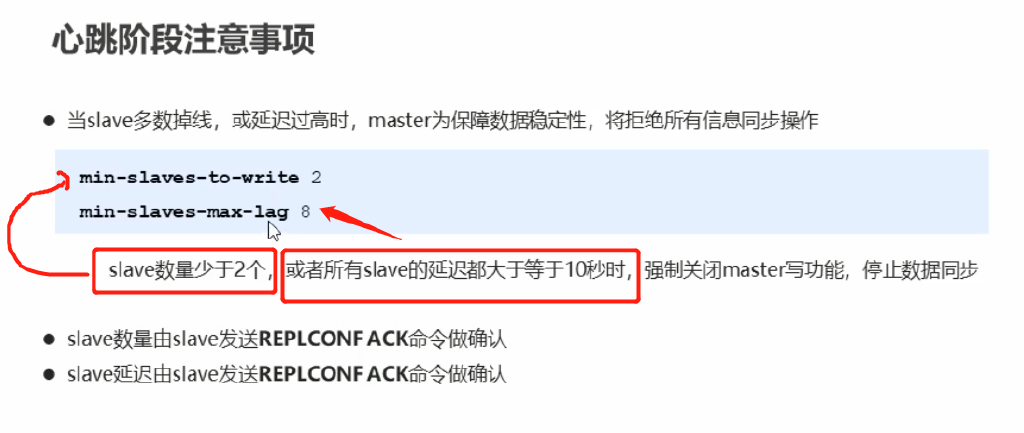 心跳阶段注意事项
当slave多数掉线，或延迟过高时，master为保障数据稳定性，将拒绝所有信息同步操作
min-slaves-to-write 2
min-slaves-max-lag 8
slave数量少于2个，或者所有slave的延迟都大于等于10秒时，强制关闭master写功能，停止数据同步
slave数量由slave发送REPLCONF ACK命令做确认
slave延迟由slave发送REPLCONF ACK命令做确认